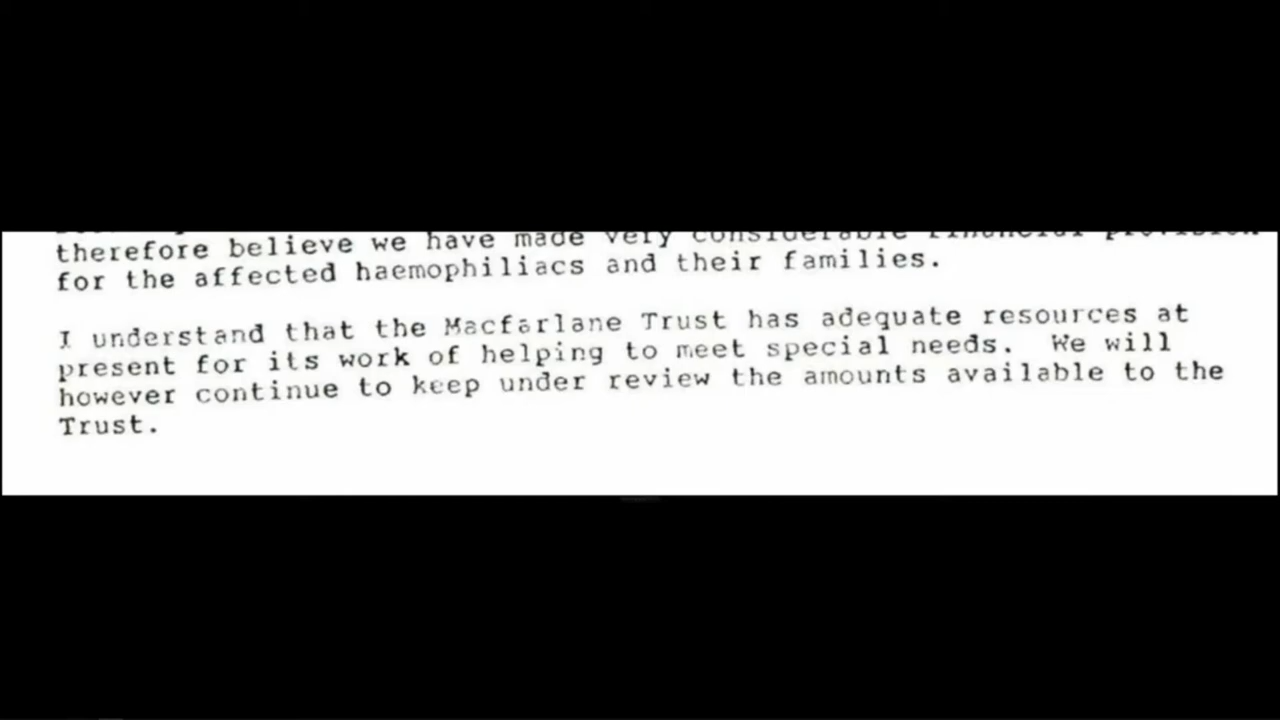 therefore believe we have made very considerable financial provision
for the affected haemophiliacs and their families.
I understand that the Macfarlane Trust has adequate resources at
present for its work of helping to meet special needs. We will
however continue to keep under review the amounts available to the
Trust.